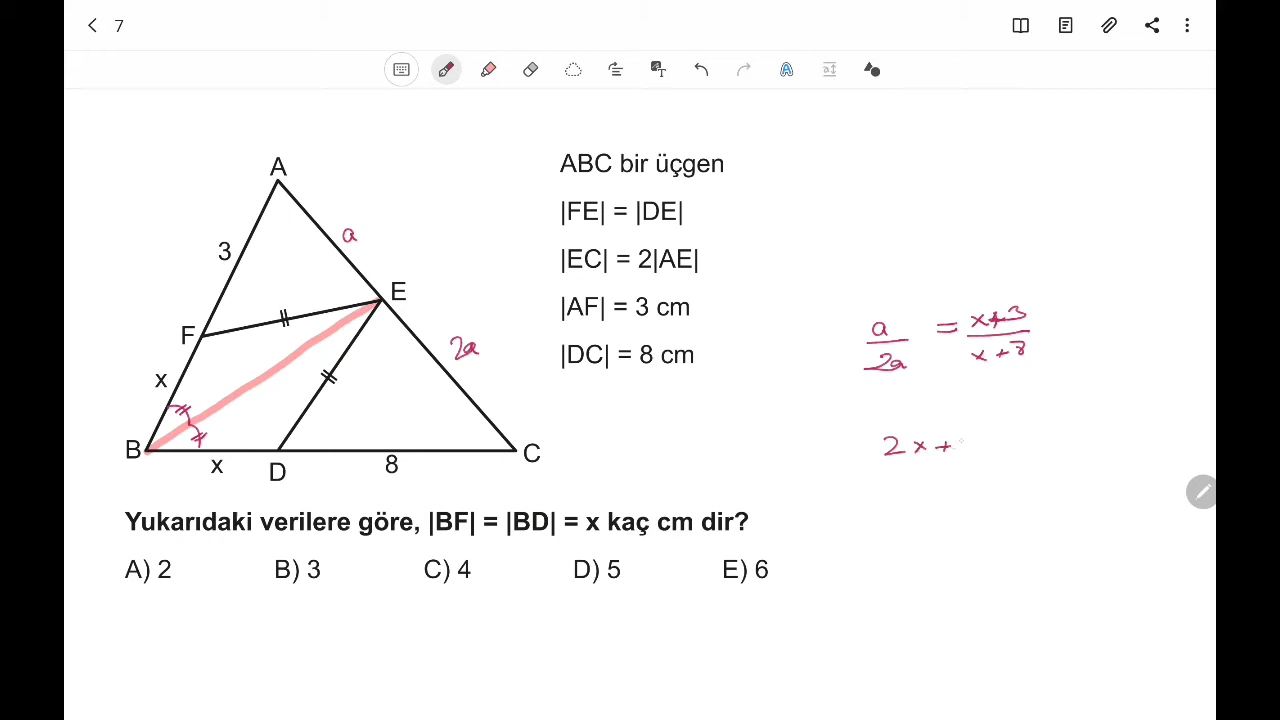 7
A
ABC bir üçgen
3
a
|FE| = |DE|
|EC| = 2|AE|
E
|AF| = 3 cm
F
2a
a/2a = x+3/x+8
|DC| = 8 cm
x
B
x
D
8
C
2x+
Yukarıdaki verilere göre, |BF| = |BD| = x kaç cm dir?
A) 2 B) 3 C) 4 D) 5 E) 6